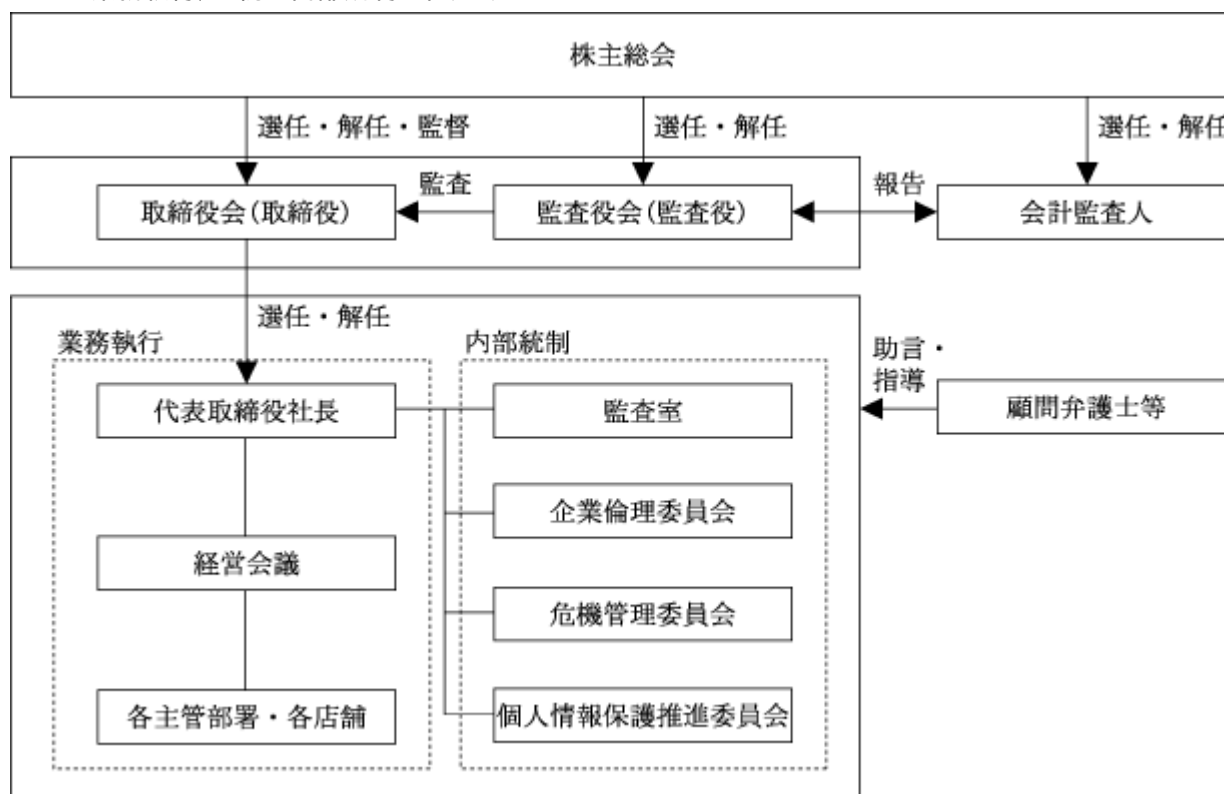 株主総会
選任・解任・監督
選任・解任
選任・解任
取締役会(取締役)
監査
監査役会(監査役)
報告
会計監査人
選任・解任
業務執行
内部統制
助言・
指導
代表取締役社長
監査室
顧問弁護士等
企業倫理委員会
経営会議
危機管理委員会
各主管部署・各店舗
個人情報保護推進委員会